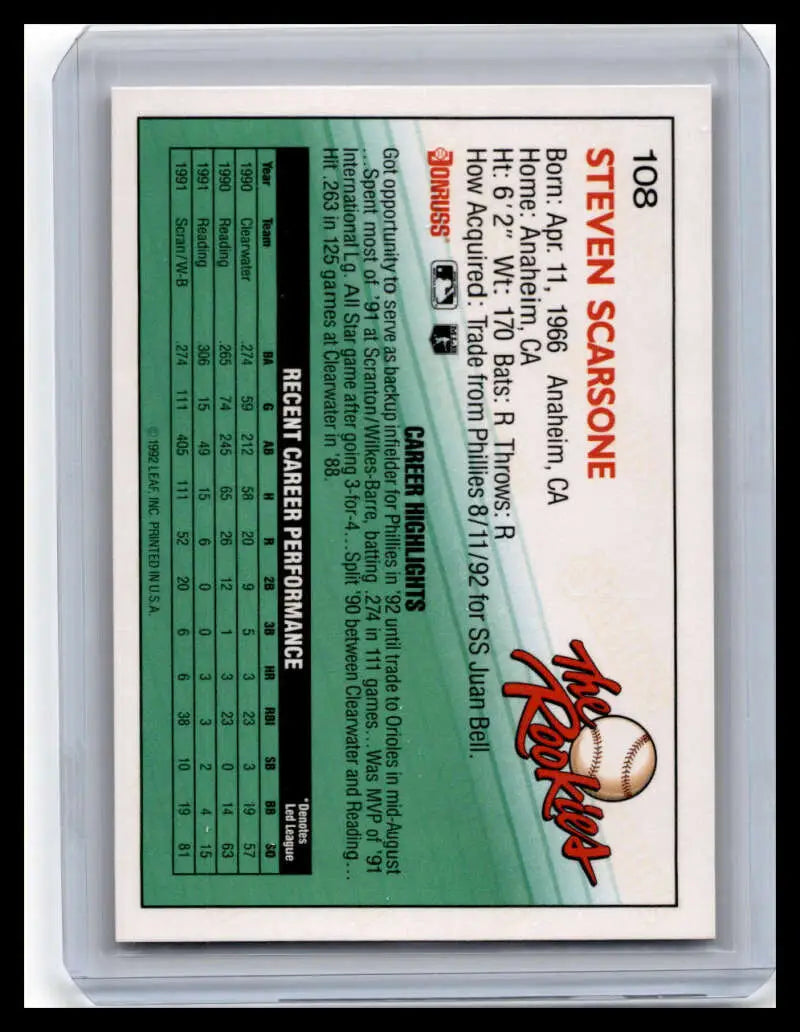 108
STEVEN SCARSONE
Born: Apr. 11, 1966 Anaheim, CA
Home: Anaheim, CA
Ht: 6'2" Wt: 170 Bats: R Throws: R
How Acquired: Trade from Phillies 8/11/92 for SS Juan Bell.
The Rookies
DONRUSS
CAREER HIGHLIGHTS
Got opportunity to serve as backup infielder for Phillies in '92 until trade to Orioles in mid-August
...Spent most of '91 at Scranton/Wilkes-Barre, batting .274 in 111 games...Was MVP of '91
International Lg. All Star game after going 3-for-4...Split '90 between Clearwater and Reading...
Hit .263 in 125 games at Clearwater in '88.
RECENT CAREER PERFORMANCE
*Denotes
Led League
Year Team BA G AB H R 2B 3B HR RBI SB BB SO
1990 Clearwater .274 59 212 58 20 9 5 3 23 3 19 57
1990 Reading .265 74 245 65 26 12 1 3 23 0 14 63
1991 Reading .306 15 49 15 6 0 0 3 3 2 4 15
1991 Scran/W-B .274 111 405 111 52 20 6 6 38 10 19 81
© 1992 LEAF, INC. PRINTED IN U.S.A.